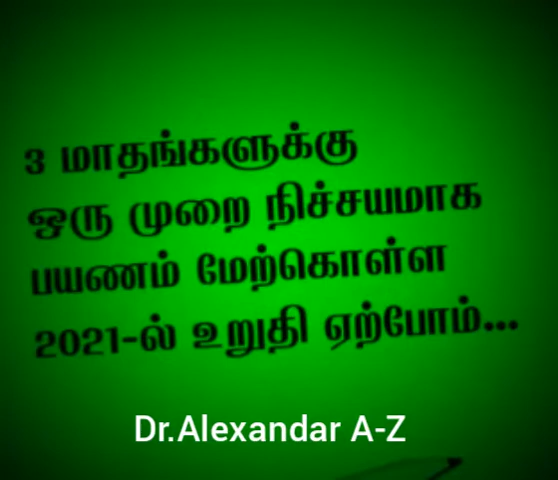 3 மாதங்களுக்கு
ஒரு முறை நிச்சயமாக
பயணம் மேற்கொள்ள
2021-ல் உறுதி ஏற்போம்...
Dr.Alexandar A-Z